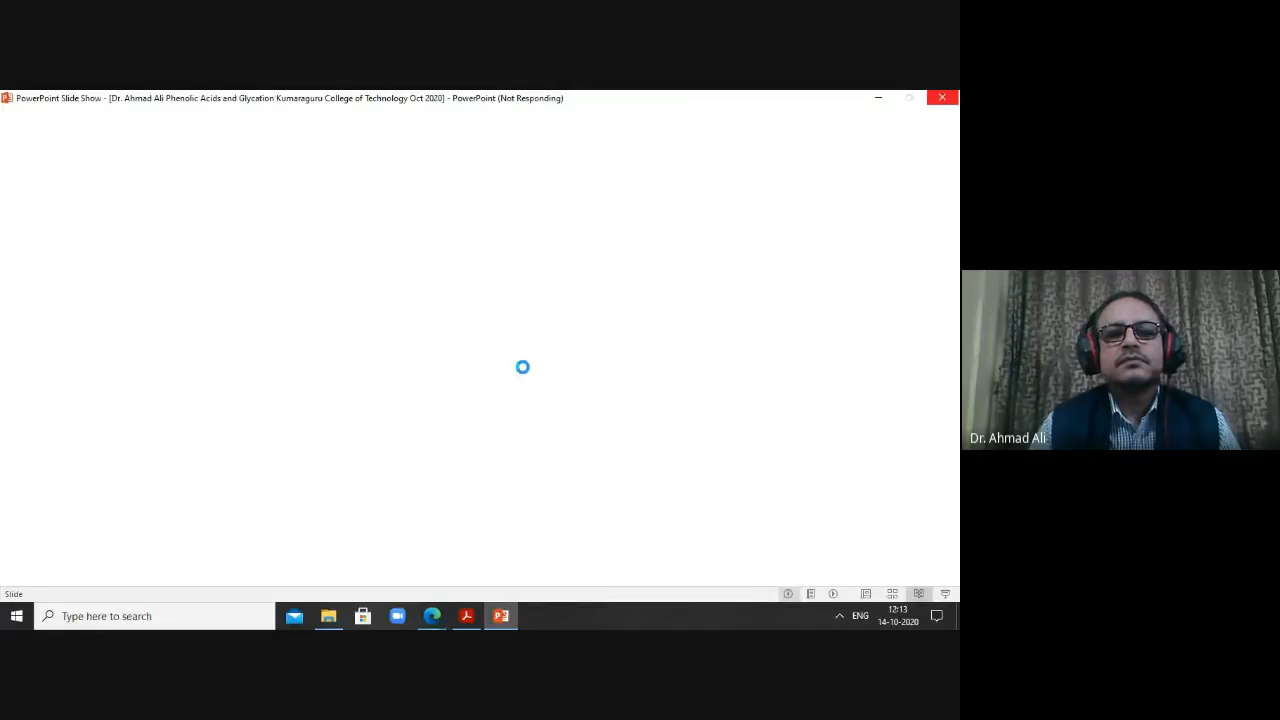 PowerPoint Slide Show - [Dr. Ahmad Ali Phenolic Acids and Glycation Kumaraguru College of Technology Oct 2020] - PowerPoint (Not Responding)
Dr. Ahmad Ali
Slide
Type here to search
ENG
12:13
14-10-2020